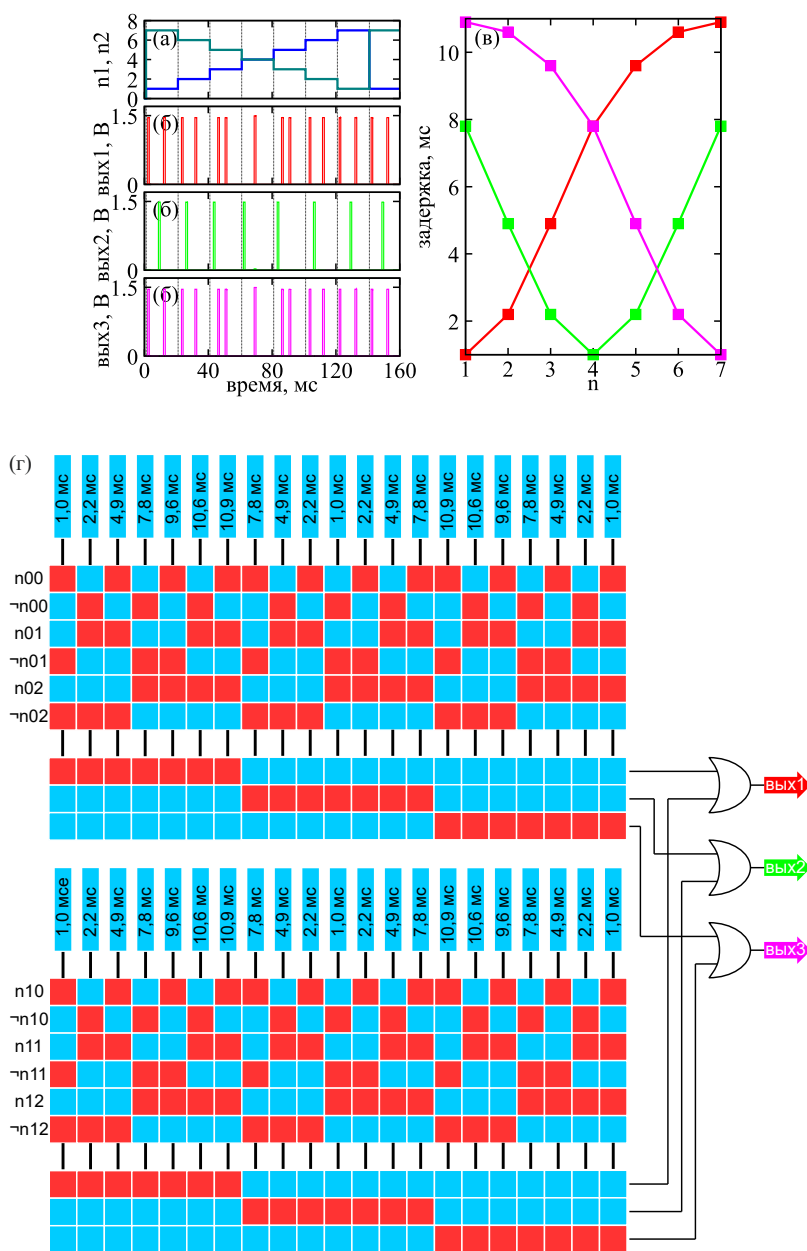 8
6
4
2
0
n1, n2
(а)
1.5
0
вых1, В
(б)
1.5
0
вых2, В
(б)
1.5
0
вых3, В
(б)
0 40 80 120 160
время, мс
10
8
6
4
2
задержка, мс
(в)
1 2 3 4 5 6 7
n
(г)
1,0 мс 2,2 мс 4,9 мс 7,8 мс 9,6 мс 10,6 мс 10,9 мс 7,8 мс 4,9 мс 2,2 мс 1,0 мс 2,2 мс 4,9 мс 7,8 мс 10,9 мс 10,6 мс 9,6 мс 7,8 мс 4,9 мс 2,2 мс 1,0 мс
n00
¬n00
n01
¬n01
n02
¬n02
вых1
вых2
вых3
1,0 мсе 2,2 мс 4,9 мс 7,8 мс 9,6 мс 10,6 мс 10,9 мс 7,8 мс 4,9 мс 2,2 мс 1,0 мс 2,2 мс 4,9 мс 7,8 мс 10,9 мс 10,6 мс 9,6 мс 7,8 мс 4,9 мс 2,2 мс 1,0 мс
n10
¬n10
n11
¬n11
n12
¬n12